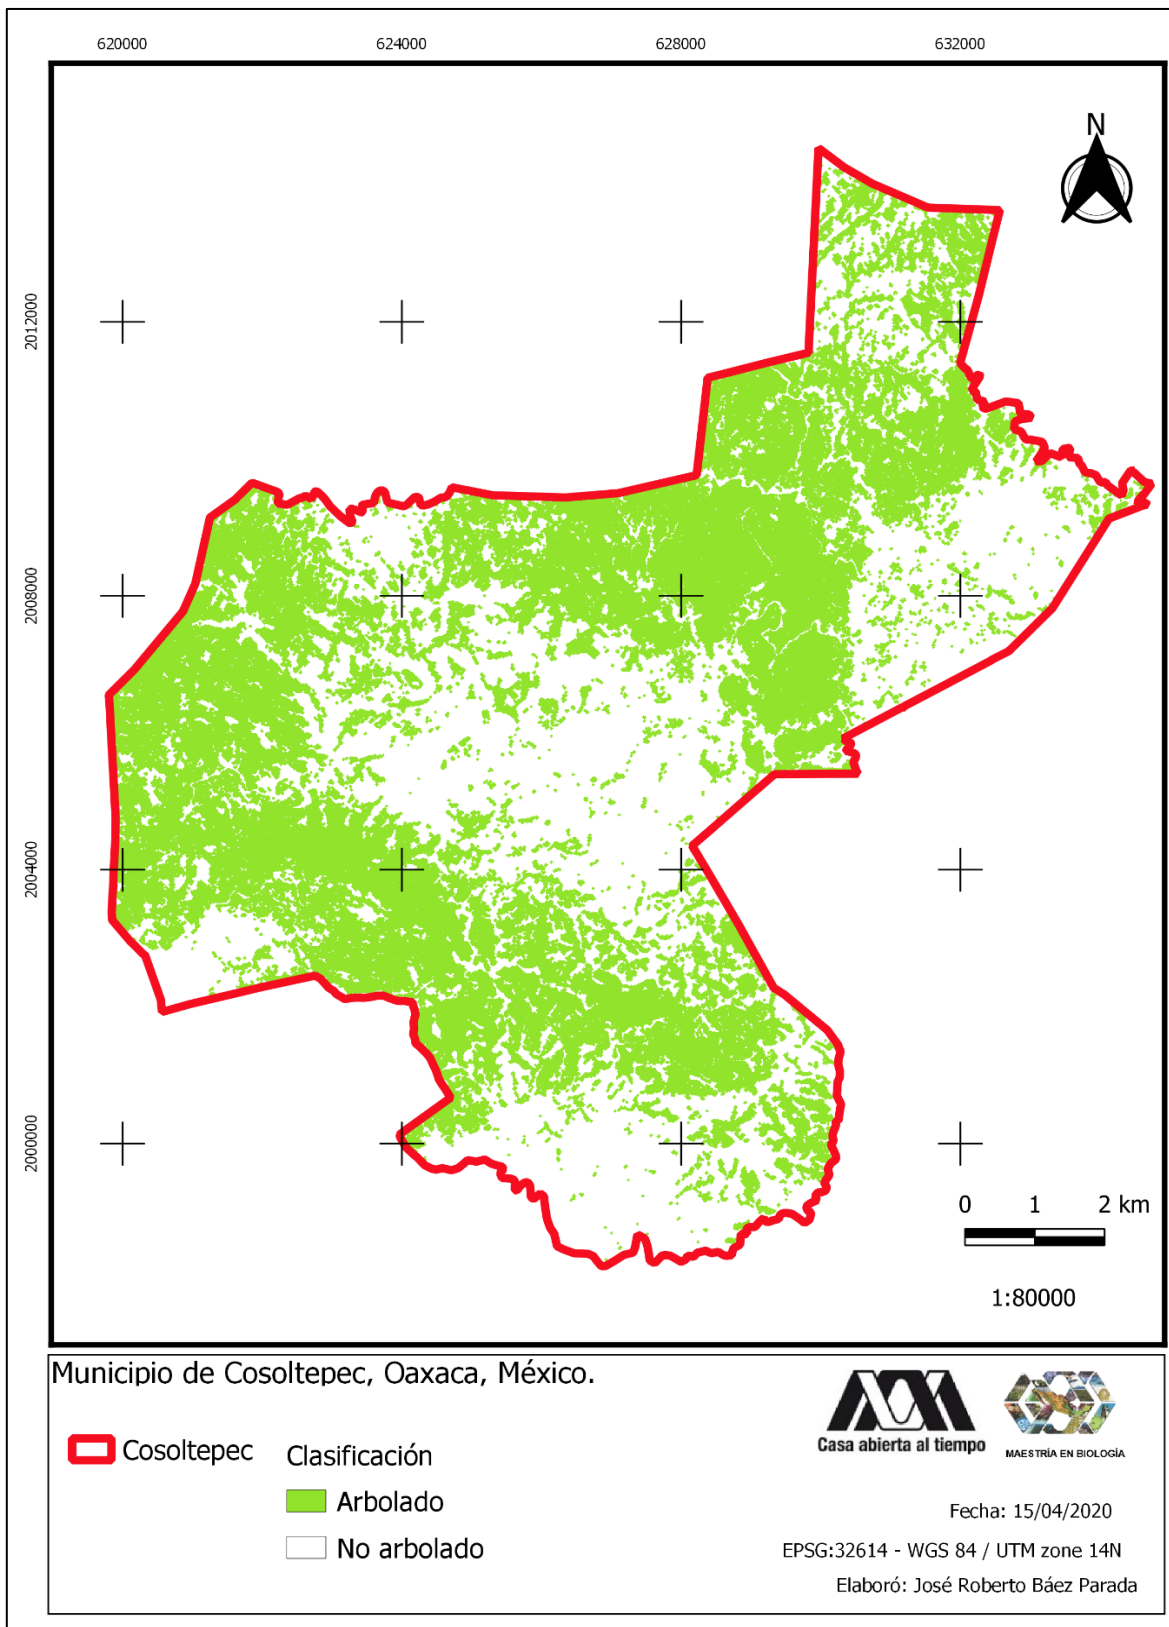 620000 624000 628000 632000
N
2012000
2008000
2004000
2000000
0 1 2 km
1:80000
Municipio de Cosoltepec, Oaxaca, México.
Cosoltepec
Clasificación
Arbolado
No arbolado
Casa abierta al tiempo
MAESTRÍA EN BIOLOGÍA
Fecha: 15/04/2020
EPSG:32614 - WGS 84 / UTM zone 14N
Elaboró: José Roberto Báez Parada